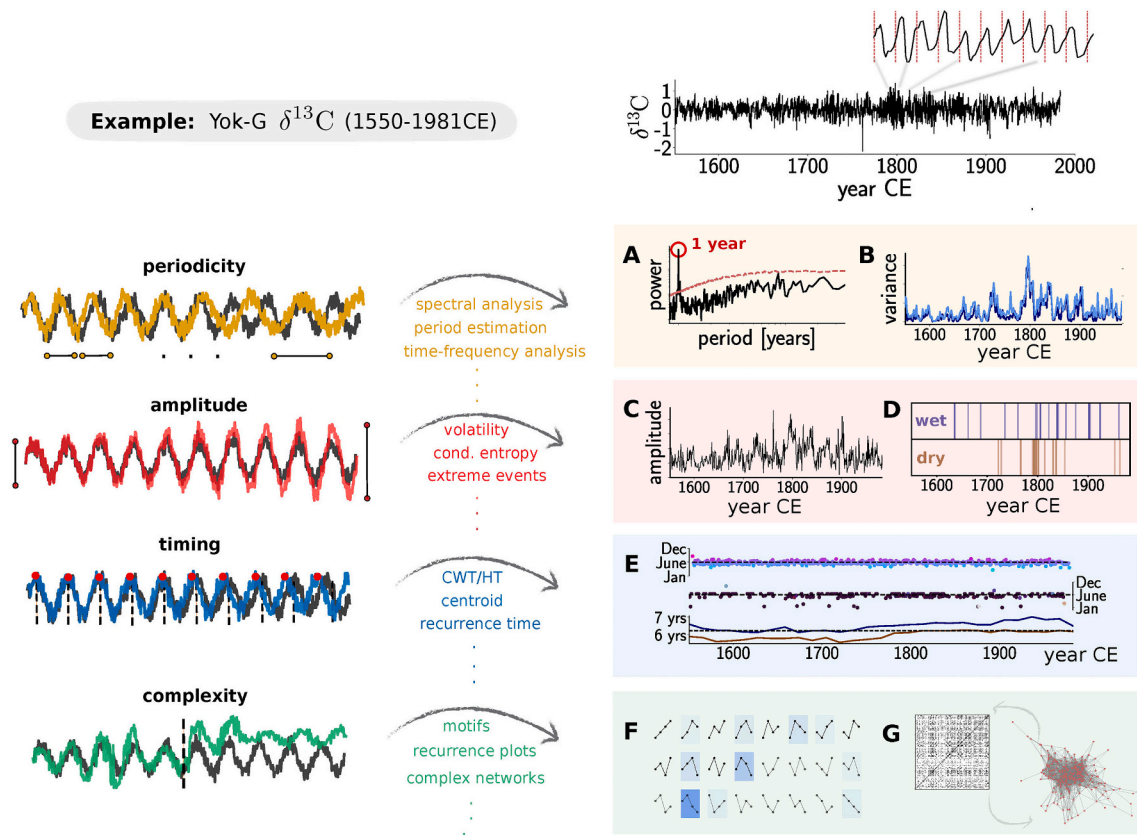 Example: Yok-G δ13C (1550-1981CE)
δ13C
1
0
-1
-2
1600 1700 1800 1900 2000
year CE
periodicity
spectral analysis
period estimation
time-frequency analysis
A
1 year
power
period [years]
B
variance
1600 1700 1800 1900
year CE
amplitude
volatility
cond. entropy
extreme events
C
amplitude
1600 1700 1800 1900
year CE
D
wet
dry
1600 1700 1800 1900
year CE
timing
CWT/HT
centroid
recurrence time
E
Dec
June
Jan
Dec
June
Jan
7 yrs
6 yrs
1600 1700 1800 1900 year CE
complexity
motifs
recurrence plots
complex networks
F
G